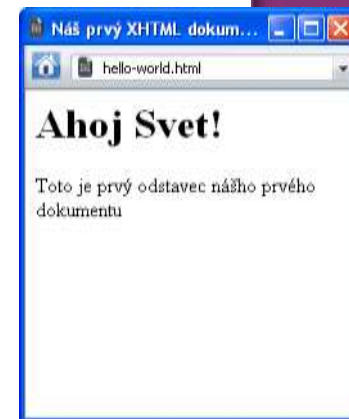 Náš prvý XHTML dokum...
hello-world.html
Ahoj Svet!
Toto je prvý odstavec nášho prvého
dokumentu